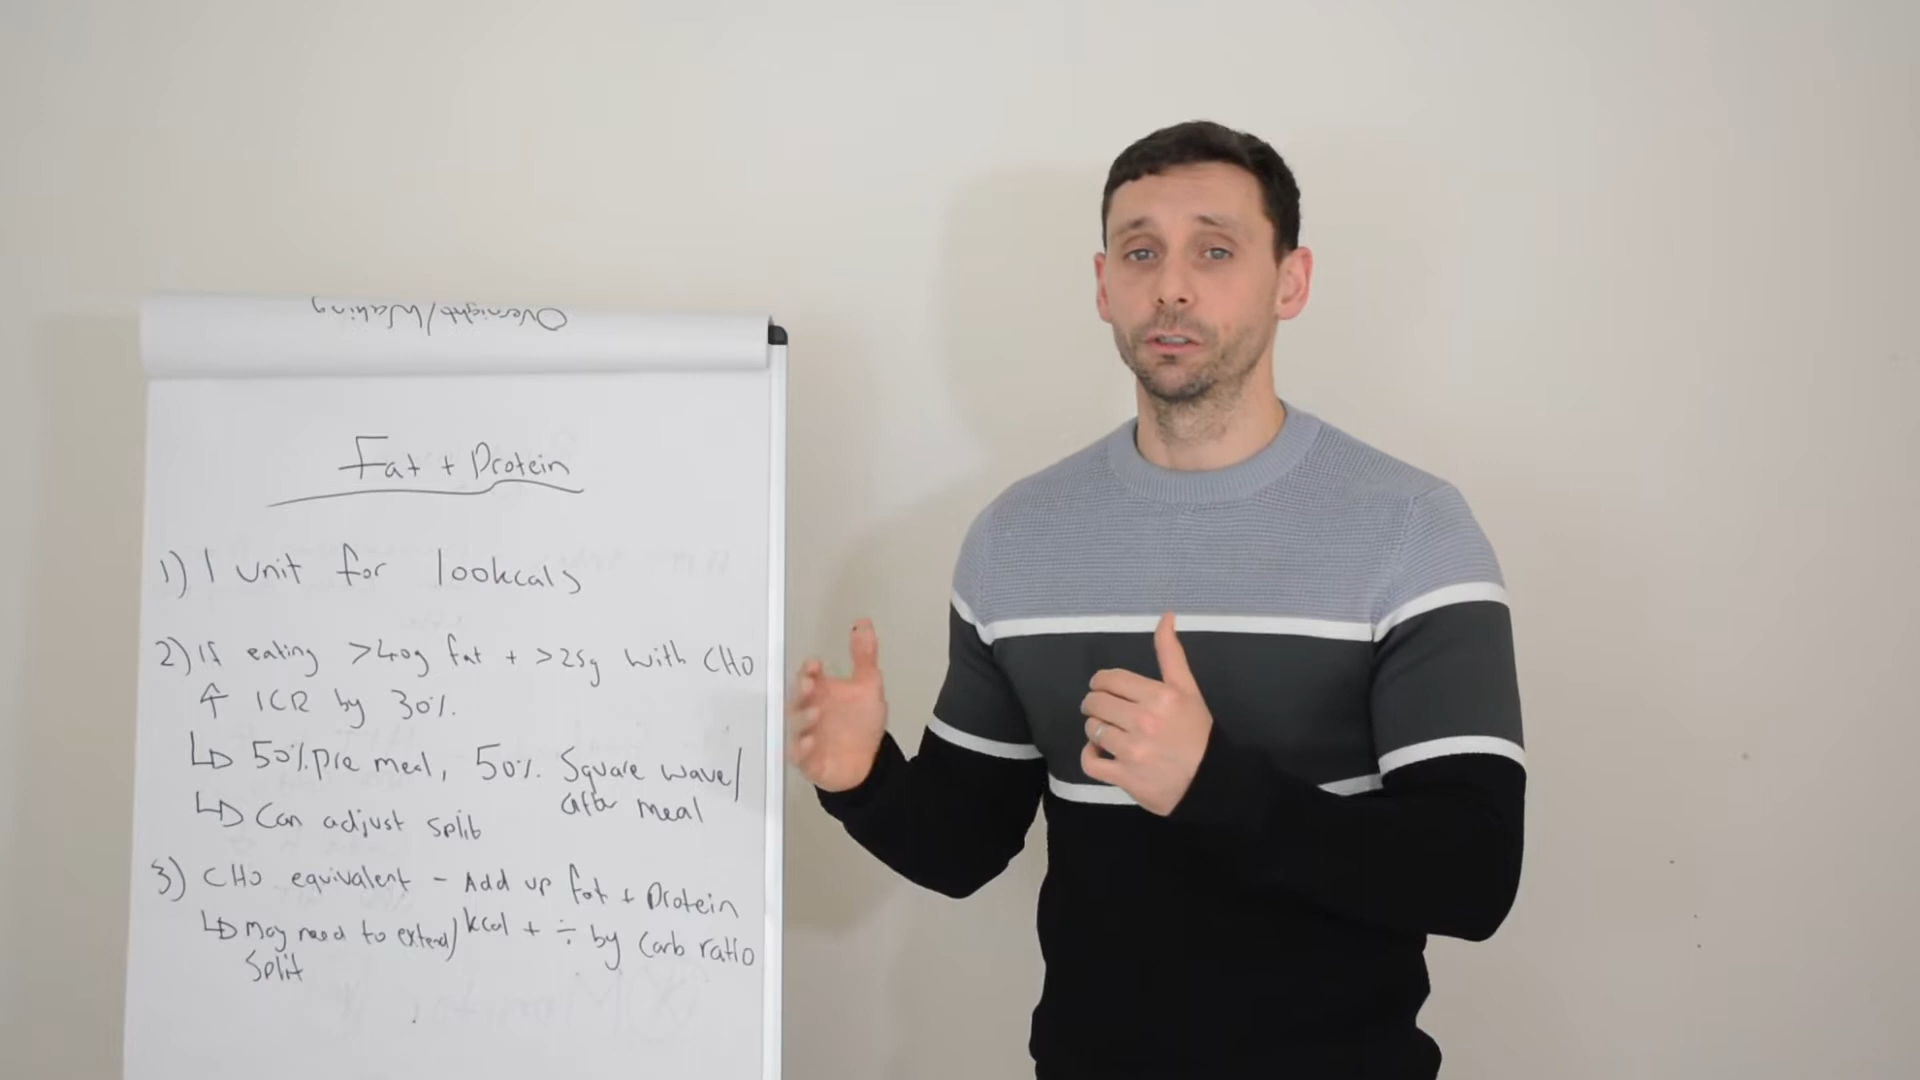 Overnight/Waking
Fat + Protein
1) 1 unit for 100kcals
2) If eating >40g fat + >25g with CHO
↑ ICR by 30%.
↳ 50% pre meal, 50% Square wave/
after meal
↳ Can adjust split
3) CHO equivalent - Add up fat + Protein
kcal + ÷ by Carb ratio
↳ may need to extend/
Split